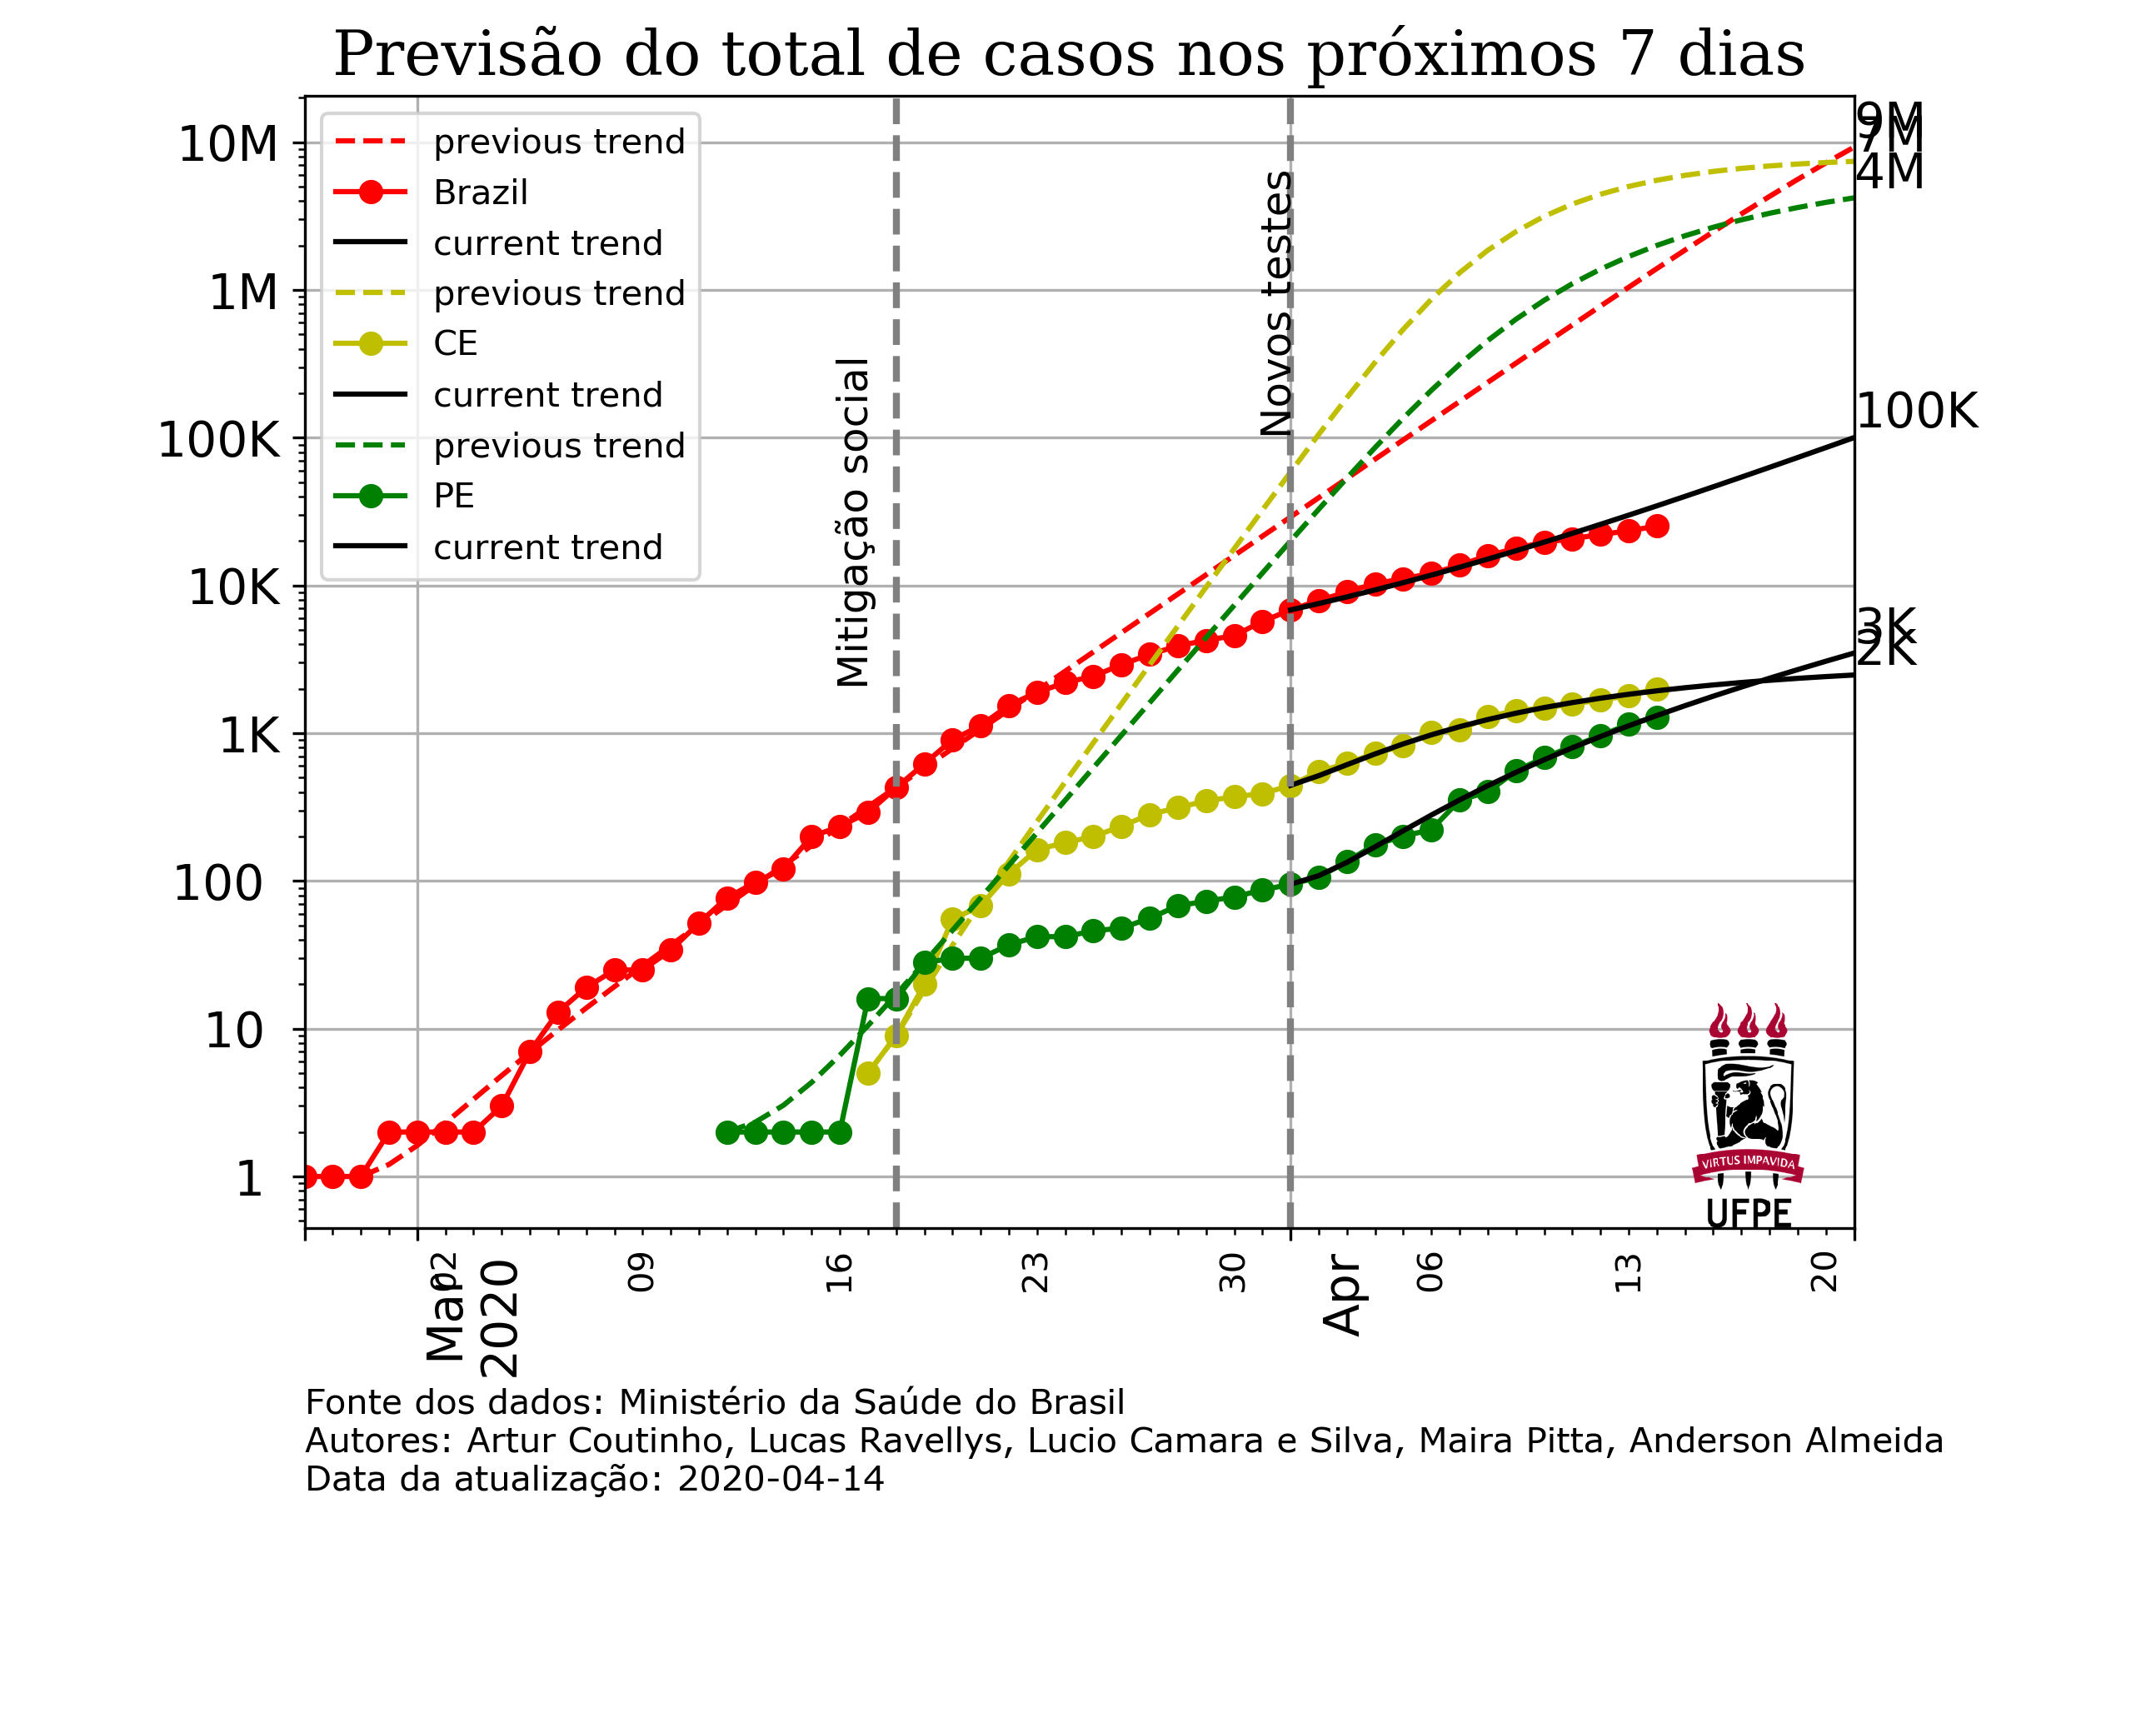 Previsão do total de casos nos próximos 7 dias
previous trend
Brazil
current trend
previous trend
CE
current trend
previous trend
PE
current trend
10M
1M
100K
10K
1K
100
10
1
Mitigação social
Novos testes
9M
7M
4M
100K
3K
2K
VIRTUS IMPAVIDA
UFPE
02
09
16
23
30
06
13
20
Mar
2020
Apr
Fonte dos dados: Ministério da Saúde do Brasil
Autores: Artur Coutinho, Lucas Ravellys, Lucio Camara e Silva, Maira Pitta, Anderson Almeida
Data da atualização: 2020-04-14